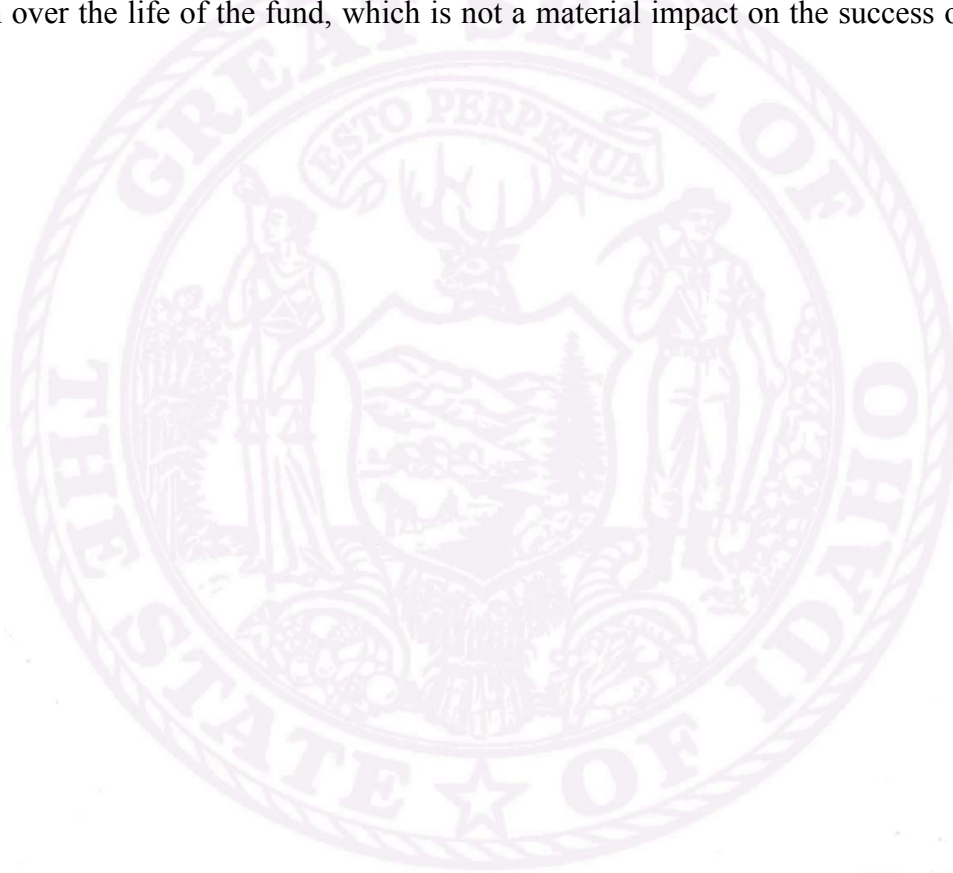 over the life of the fund, which is not a material impact on the success
GREAT SEAL OF
ESTO PERPETUA
THE STATE OF IDAHO